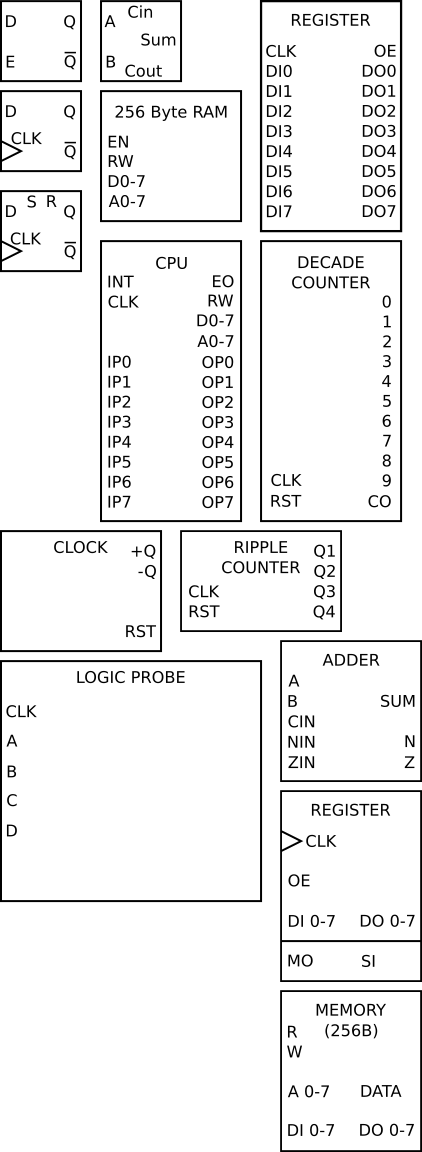 D Q
E Q̅
D Q
CLK
Q̅
S R
D Q
CLK
Q̅
Cin
A
Sum
B
Cout
256 Byte RAM
EN
RW
D0-7
A0-7
REGISTER
CLK OE
DI0 DO0
DI1 DO1
DI2 DO2
DI3 DO3
DI4 DO4
DI5 DO5
DI6 DO6
DI7 DO7
CPU
INT EO
CLK RW
D0-7
A0-7
IP0 OP0
IP1 OP1
IP2 OP2
IP3 OP3
IP4 OP4
IP5 OP5
IP6 OP6
IP7 OP7
DECADE
COUNTER
0
1
2
3
4
5
6
7
8
CLK 9
RST CO
CLOCK +Q
-Q
RST
RIPPLE Q1
COUNTER Q2
CLK Q3
RST Q4
LOGIC PROBE
CLK
A
B
C
D
ADDER
A
B SUM
CIN
NIN N
ZIN Z
REGISTER
CLK
OE
DI 0-7 DO 0-7
MO SI
MEMORY
R (256B)
W
A 0-7 DATA
DI 0-7 DO 0-7